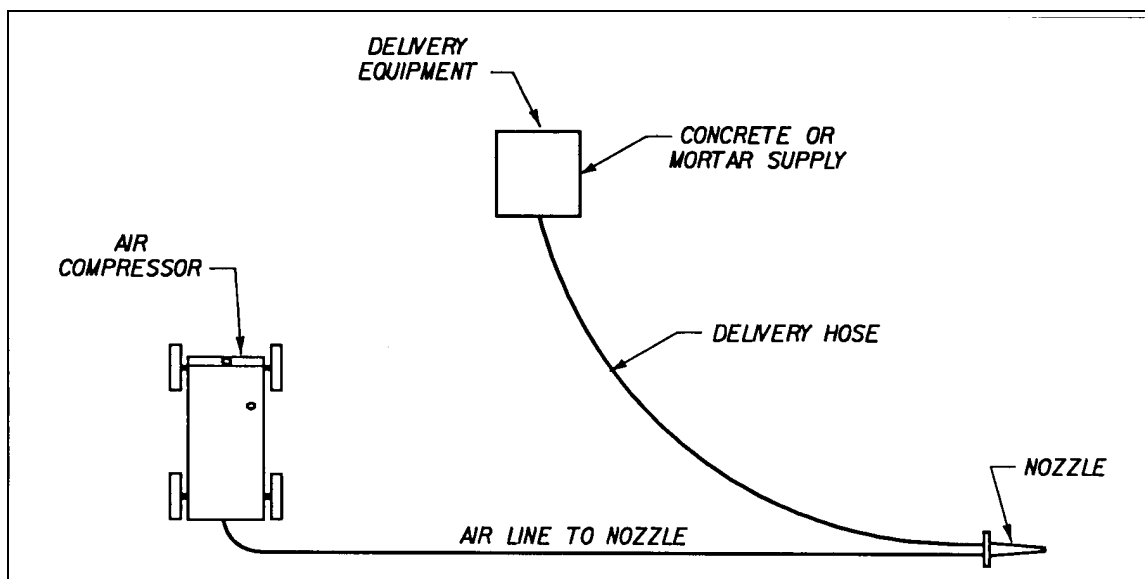 DELIVERY
EQUIPMENT
CONCRETE OR
MORTAR SUPPLY
AIR
COMPRESSOR
DELIVERY HOSE
NOZZLE
AIR LINE TO NOZZLE